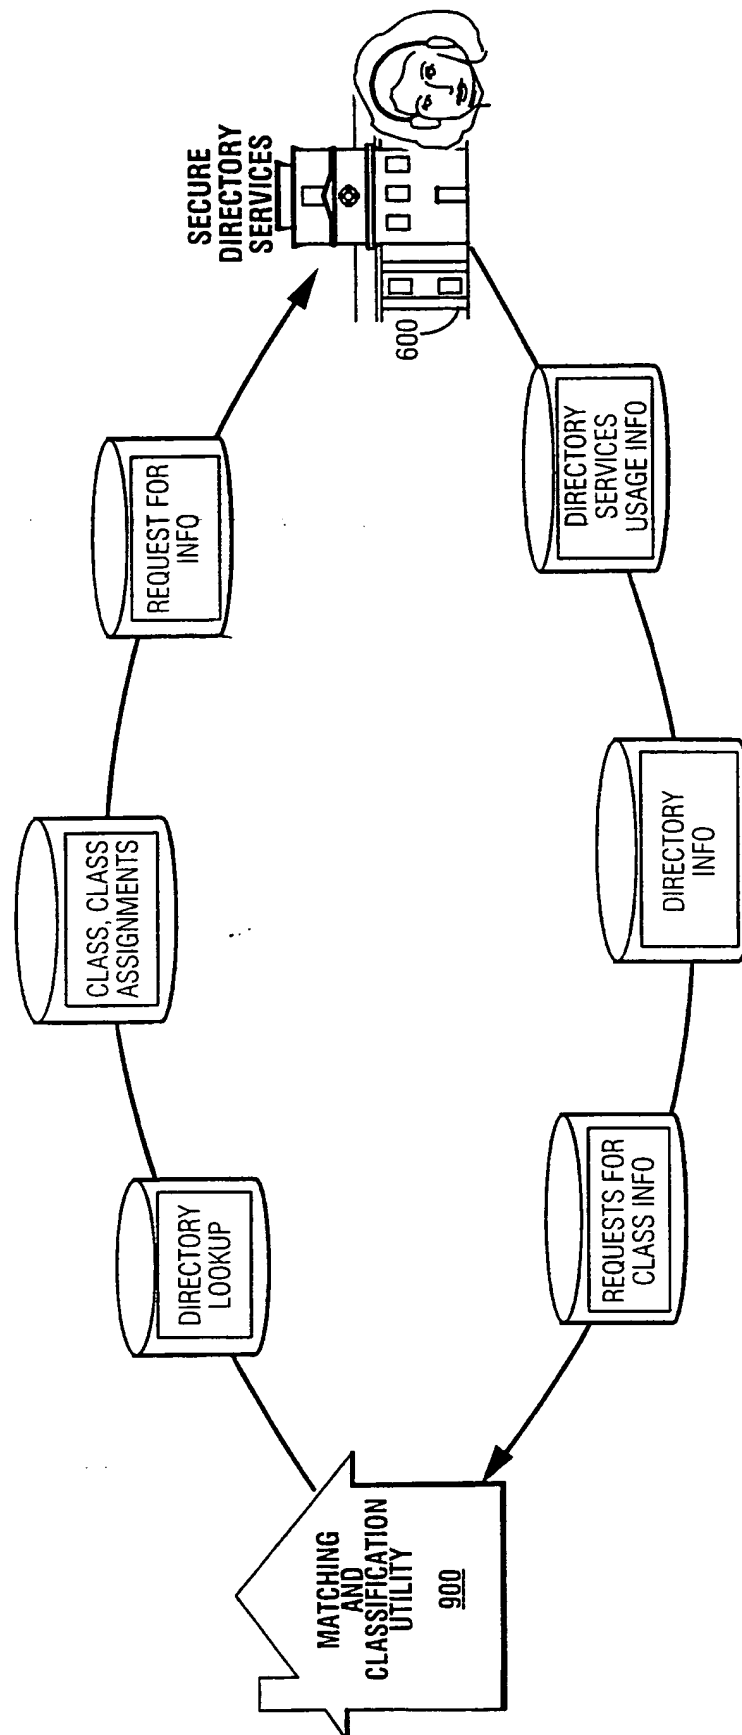 SECURE
DIRECTORY
SERVICES
600
REQUEST FOR
INFO
CLASS, CLASS
ASSIGNMENTS
DIRECTORY
LOOKUP
MATCHING
AND
CLASSIFICATION
UTILITY
900
REQUESTS FOR
CLASS INFO
DIRECTORY
INFO
DIRECTORY
SERVICES
USAGE INFO